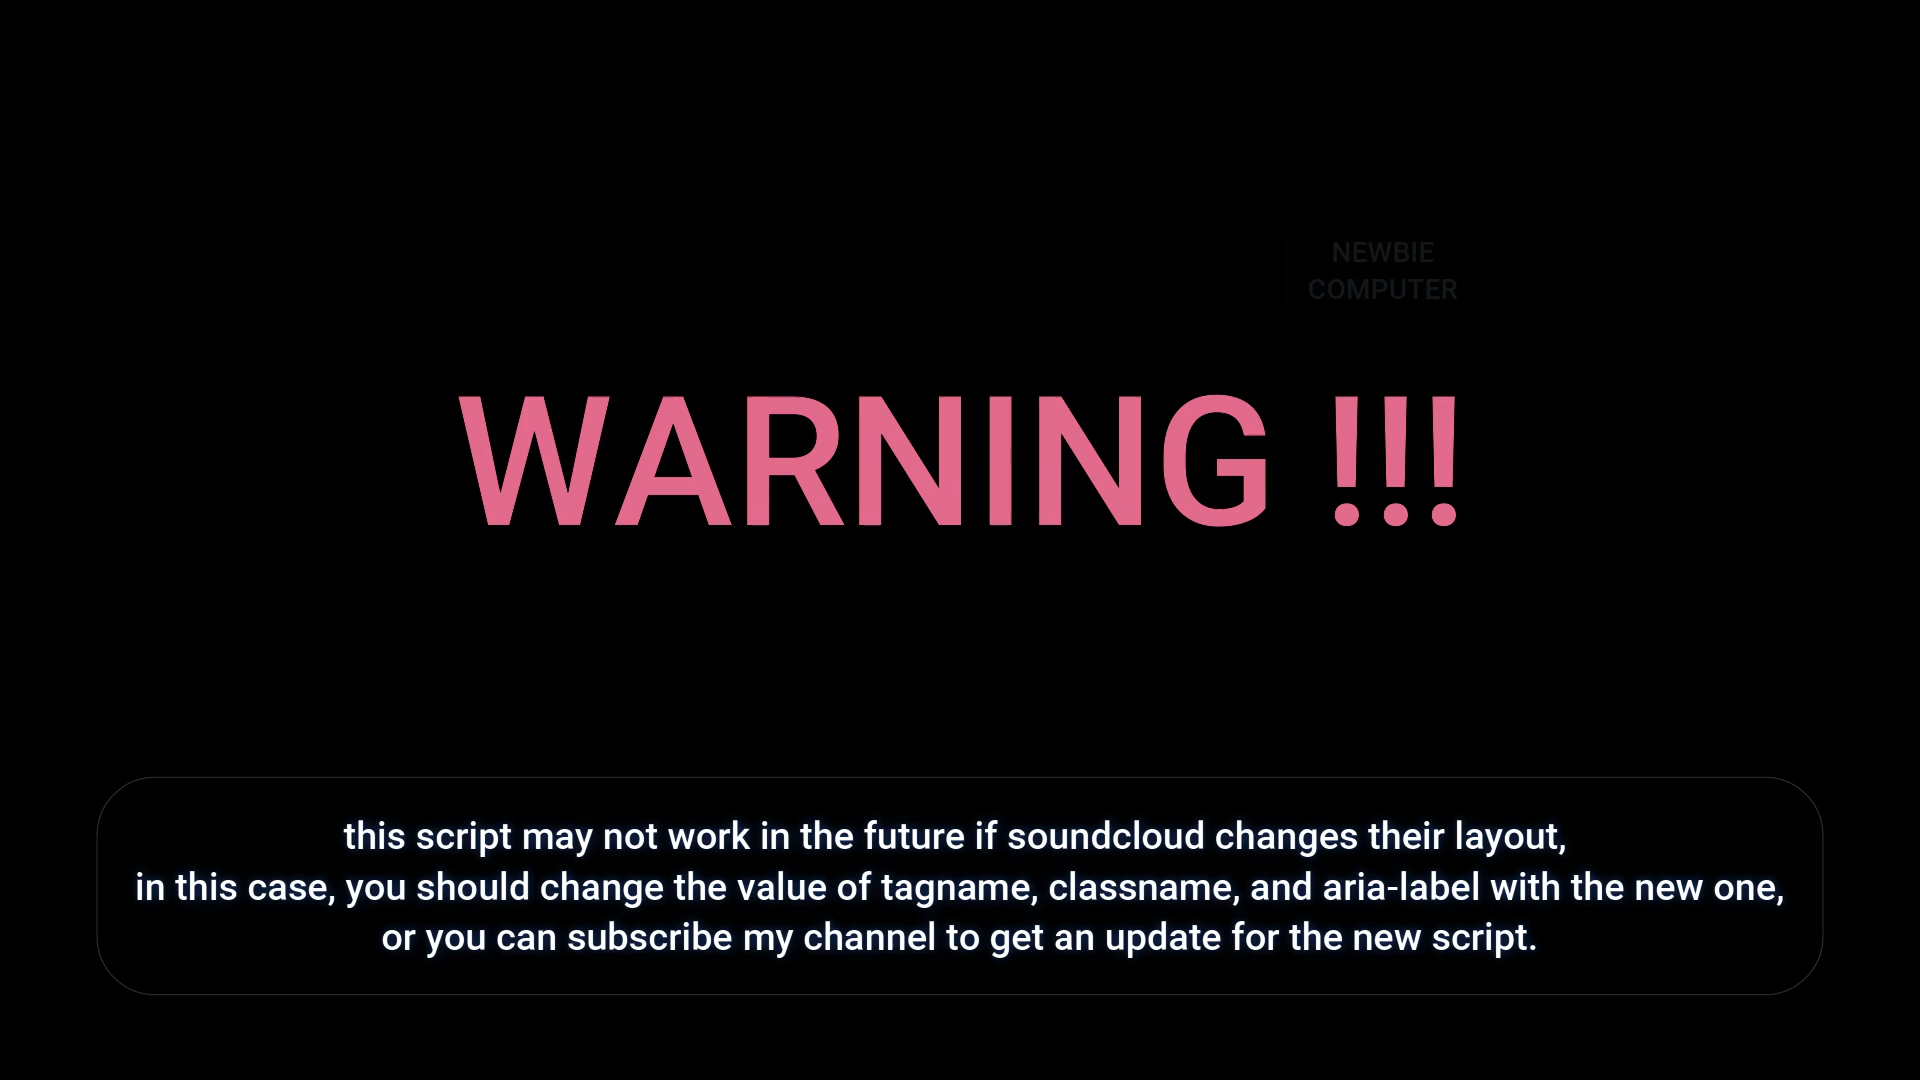 NEWBIE
COMPUTER
WARNING !!!
this script may not work in the future if soundcloud changes their layout,
in this case, you should change the value of tagname, classname, and aria-label with the new one,
or you can subscribe my channel to get an update for the new script.